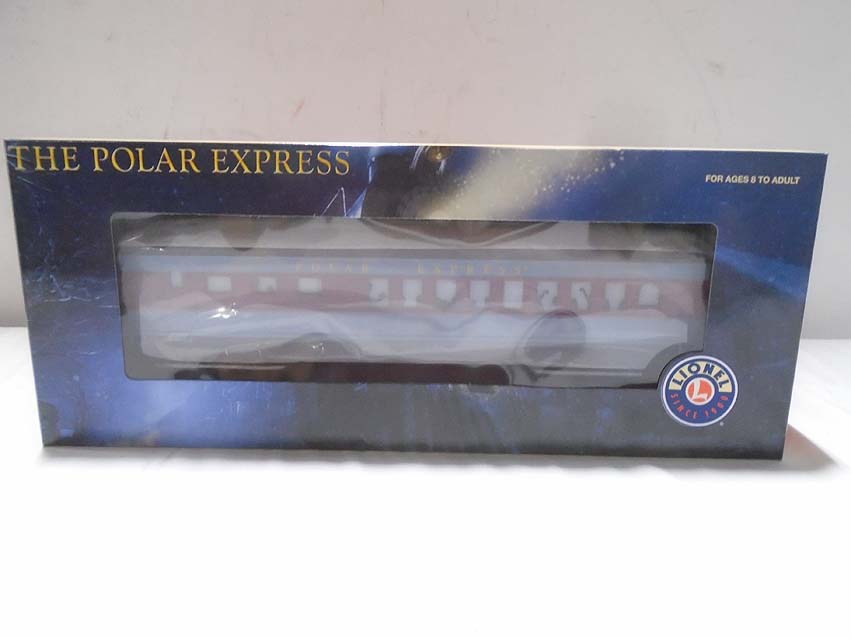 THE POLAR EXPRESS
FOR AGES 8 TO ADULT
POLAR EXPRESS
LIONEL
L
SINCE 1900